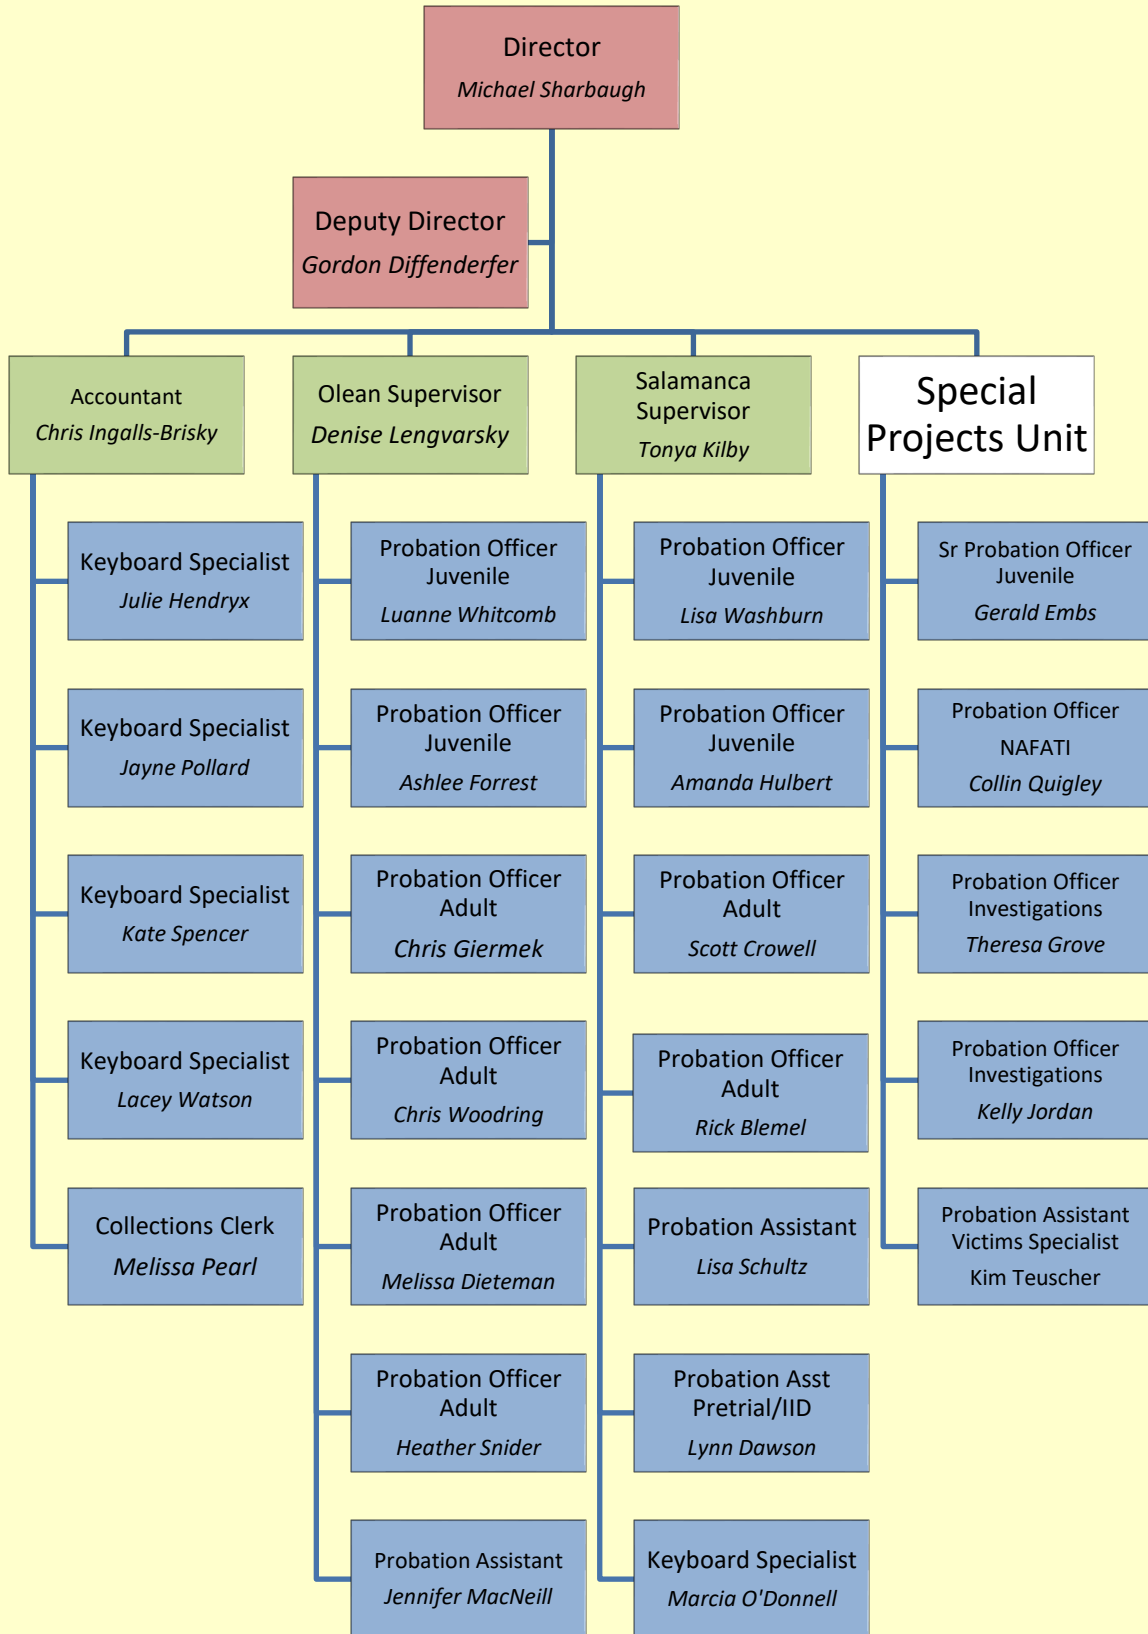 Director
Michael Sharbaugh
Deputy Director
Gordon Diffenderfer
Accountant
Chris Ingalls-Brisky
Keyboard Specialist
Julie Hendryx
Keyboard Specialist
Jayne Pollard
Keyboard Specialist
Kate Spencer
Keyboard Specialist
Lacey Watson
Collections Clerk
Melissa Pearl
Olean Supervisor
Denise Lengvarsky
Probation Officer
Juvenile
Luanne Whitcomb
Probation Officer
Juvenile
Ashlee Forrest
Probation Officer
Adult
Chris Giermek
Probation Officer
Adult
Chris Woodring
Probation Officer
Adult
Melissa Dieteman
Probation Officer
Adult
Heather Snider
Probation Assistant
Jennifer MacNeill
Salamanca
Supervisor
Tonya Kilby
Probation Officer
Juvenile
Lisa Washburn
Probation Officer
Juvenile
Amanda Hulbert
Probation Officer
Adult
Scott Crowell
Probation Officer
Adult
Rick Blemel
Probation Assistant
Lisa Schultz
Probation Asst
Pretrial/IID
Lynn Dawson
Keyboard Specialist
Marcia O'Donnell
Special
Projects Unit
Sr Probation Officer
Juvenile
Gerald Embs
Probation Officer
NAFATI
Collin Quigley
Probation Officer
Investigations
Theresa Grove
Probation Officer
Investigations
Kelly Jordan
Probation Assistant
Victims Specialist
Kim Teuscher